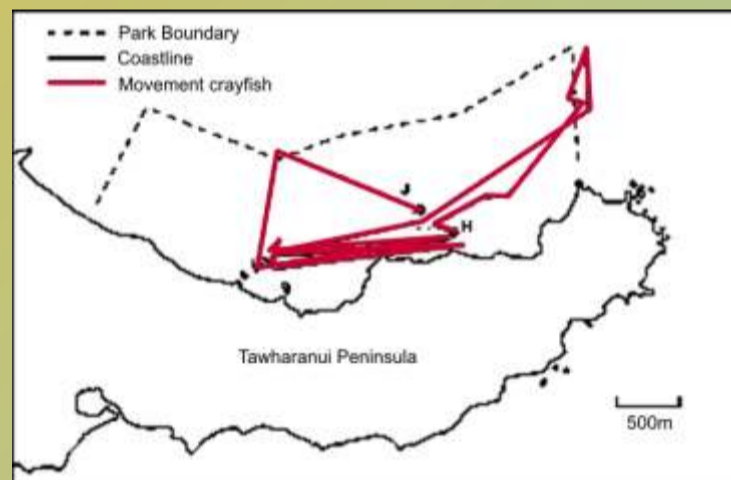 Park Boundary
Coastline
Movement crayfish
J
H
Tawharanui Peninsula
500m